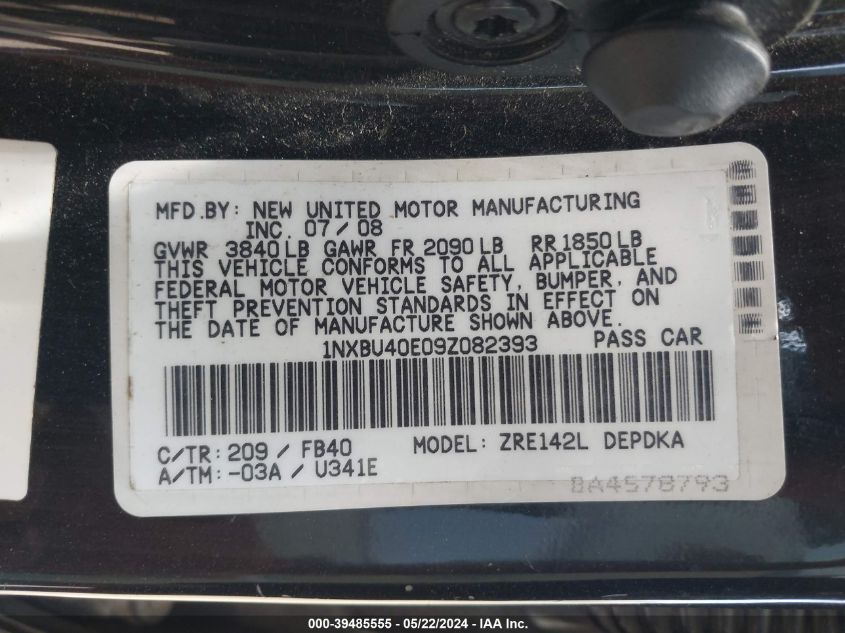 MFD.BY: NEW UNITED MOTOR MANUFACTURING
INC. 07/08
GVWR 3840LB GAWR FR 2090LB RR1850LB
THIS VEHICLE CONFORMS TO ALL APPLICABLE
FEDERAL MOTOR VEHICLE SAFETY, BUMPER, AND
THEFT PREVENTION STANDARDS IN EFFECT ON
THE DATE OF MANUFACTURE SHOWN ABOVE.
1NXBU40E09Z082393 PASS CAR
C/TR: 209 / FB40 MODEL: ZRE142L DEPDKA
A/TM: -03A / U341E
BA4578793
000-39485555 - 05/22/2024 - IAA Inc.